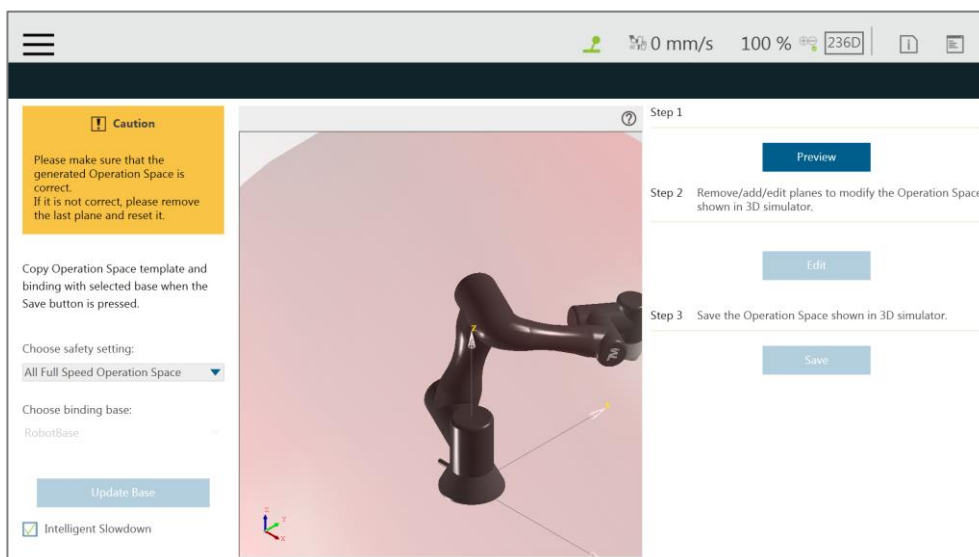 0 mm/s 100 % 236D
Caution
Please make sure that the
generated Operation Space is
correct.
If it is not correct, please remove
the last plane and reset it.
Copy Operation Space template and
binding with selected base when the
Save button is pressed.
Choose safety setting:
All Full Speed Operation Space
Choose binding base:
RobotBase
Update Base
Intelligent Slowdown
Z
Z
Y
X
Step 1
Preview
Step 2 Remove/add/edit planes to modify the Operation Space
shown in 3D simulator.
Edit
Step 3 Save the Operation Space shown in 3D simulator.
Save